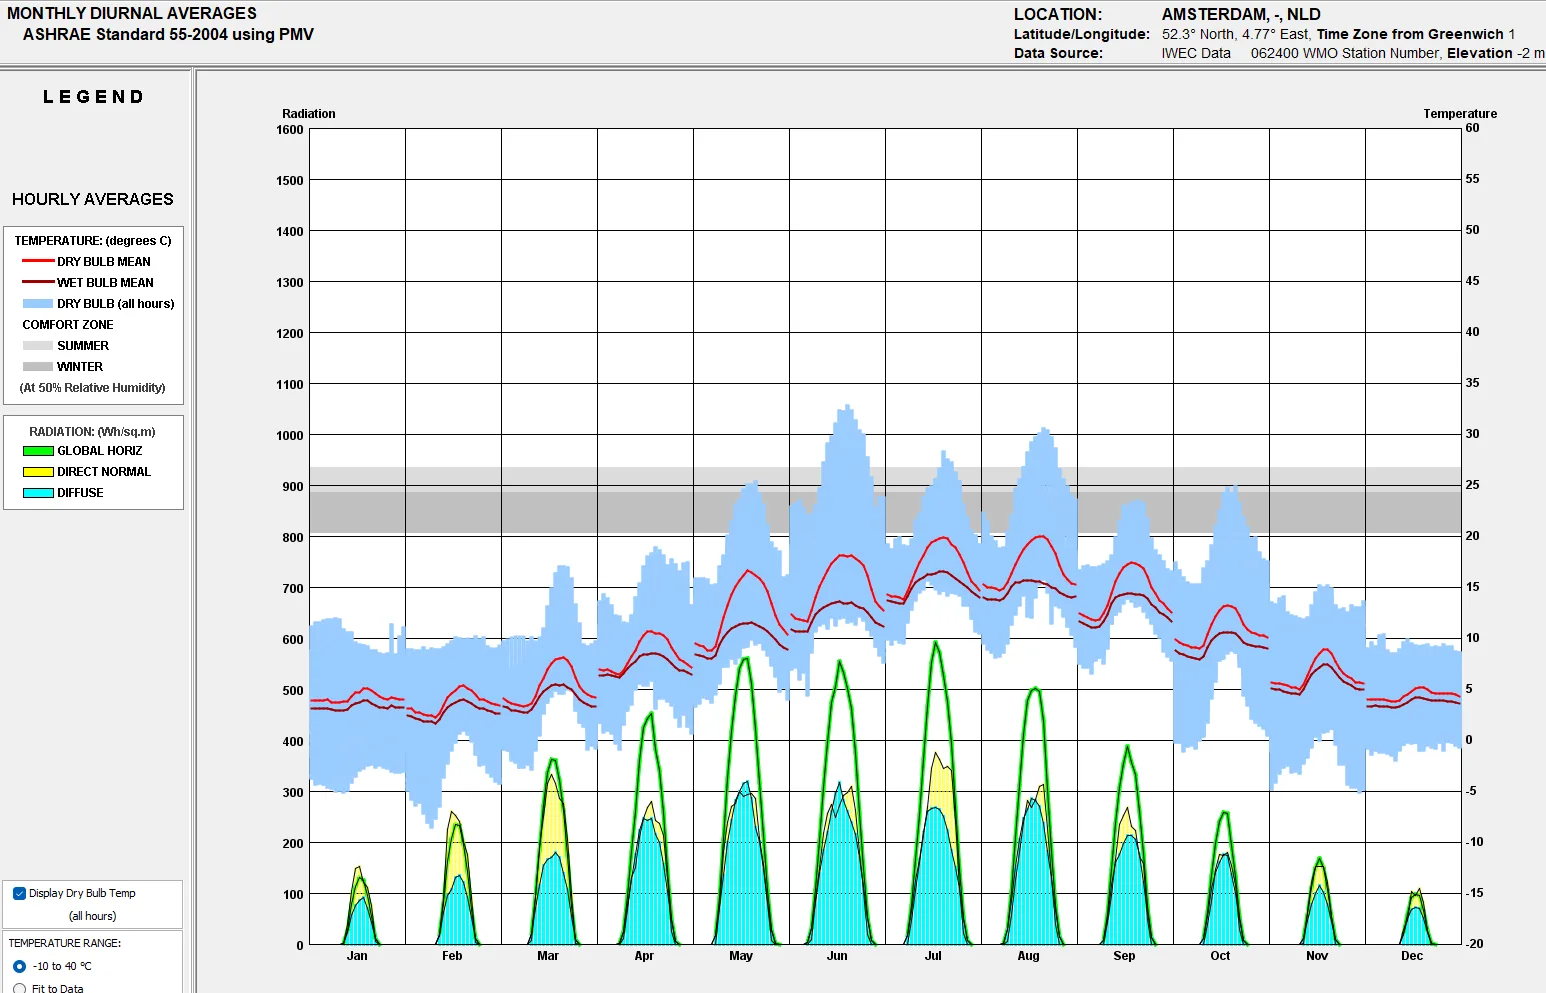 MONTHLY DIURNAL AVERAGES
ASHRAE Standard 55-2004 using PMV
LOCATION: AMSTERDAM, -, NLD
Latitude/Longitude: 52.3° North, 4.77° East, Time Zone from Greenwich 1
Data Source: IWEC Data 062400 WMO Station Number, Elevation -2 m
LEGEND
HOURLY AVERAGES
TEMPERATURE: (degrees C)
DRY BULB MEAN
WET BULB MEAN
DRY BULB (all hours)
COMFORT ZONE
SUMMER
WINTER
(At 50% Relative Humidity)
RADIATION: (Wh/sq.m)
GLOBAL HORIZ
DIRECT NORMAL
DIFFUSE
Display Dry Bulb Temp
(all hours)
TEMPERATURE RANGE:
-10 to 40 °C
Fit to Data
Radiation
1600
1500
1400
1300
1200
1100
1000
900
800
700
600
500
400
300
200
100
0
Temperature
60
55
50
45
40
35
30
25
20
15
10
5
0
-5
-10
-15
-20
Jan Feb Mar Apr May Jun Jul Aug Sep Oct Nov Dec